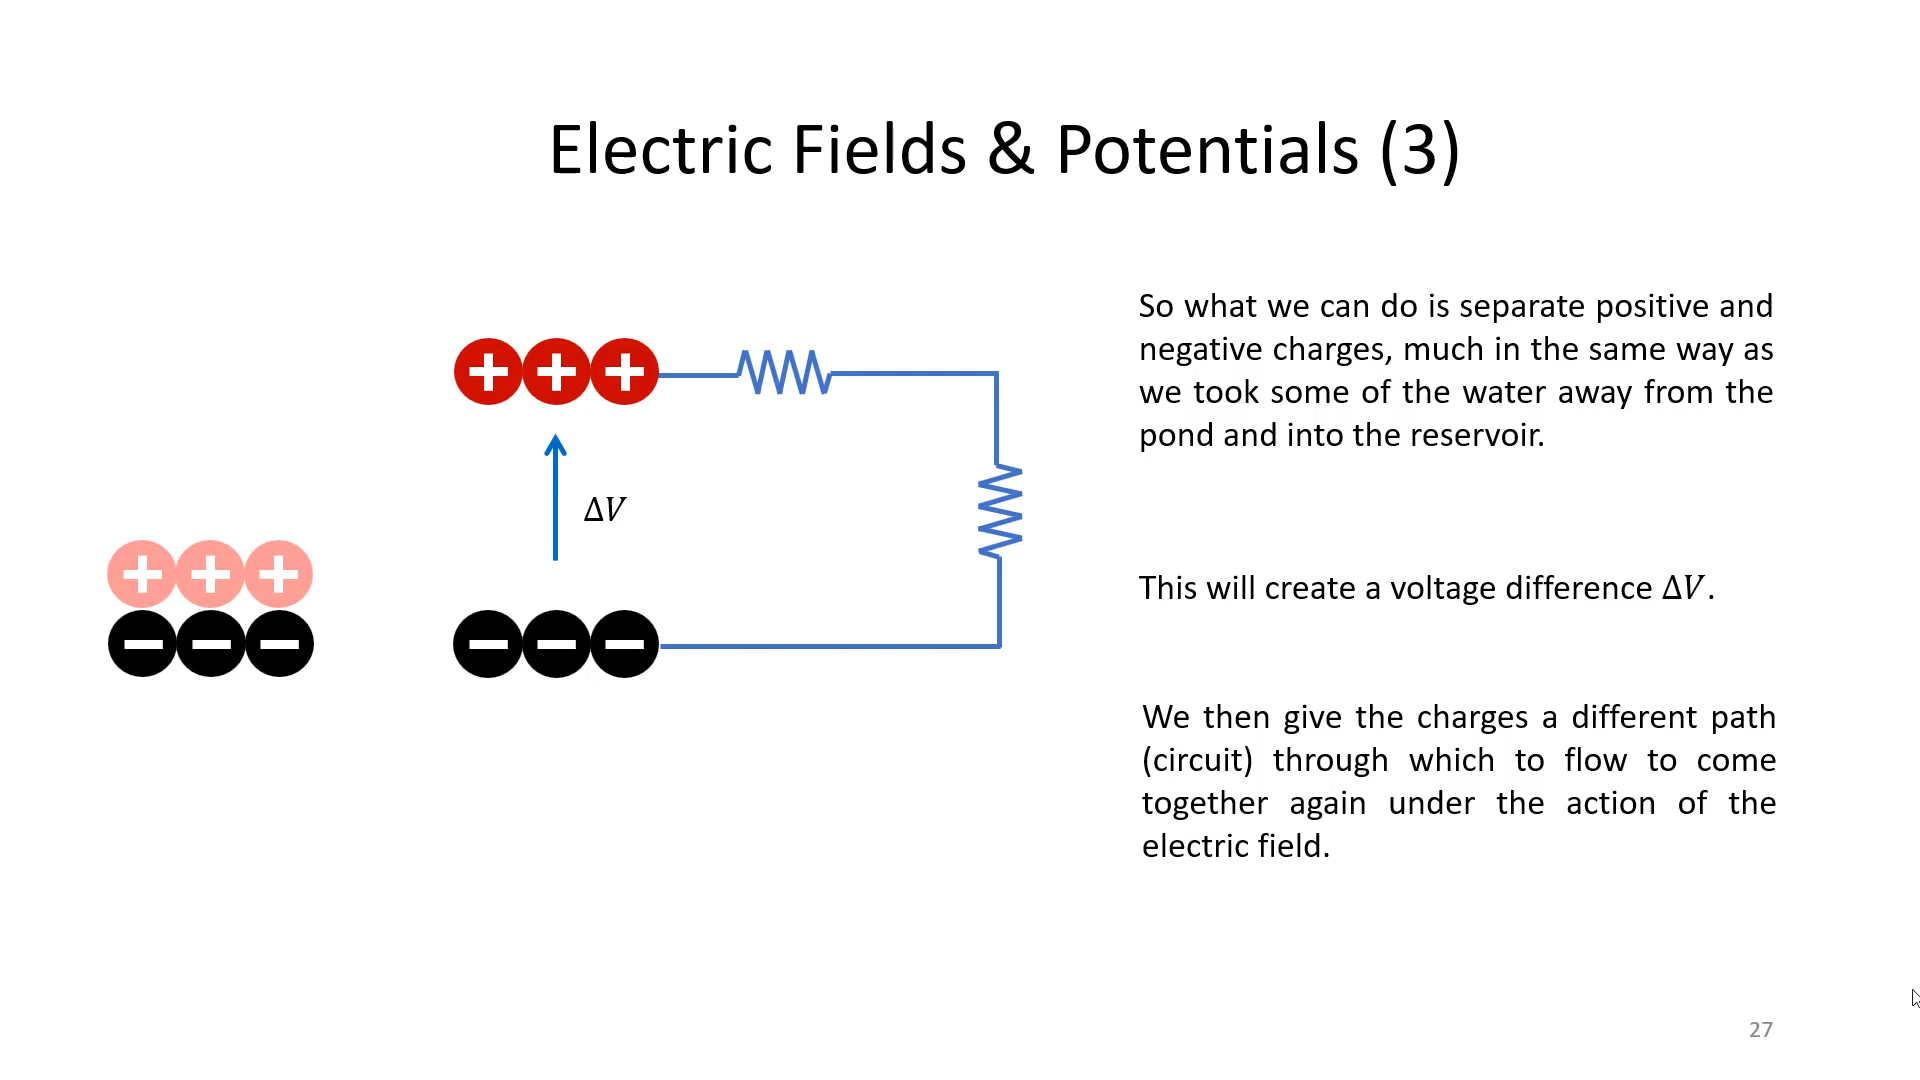 Electric Fields & Potentials (3)
So what we can do is separate positive and
negative charges, much in the same way as
we took some of the water away from the
pond and into the reservoir.
ΔV
This will create a voltage difference ΔV.
We then give the charges a different path
(circuit) through which to flow to come
together again under the action of the
electric field.
27